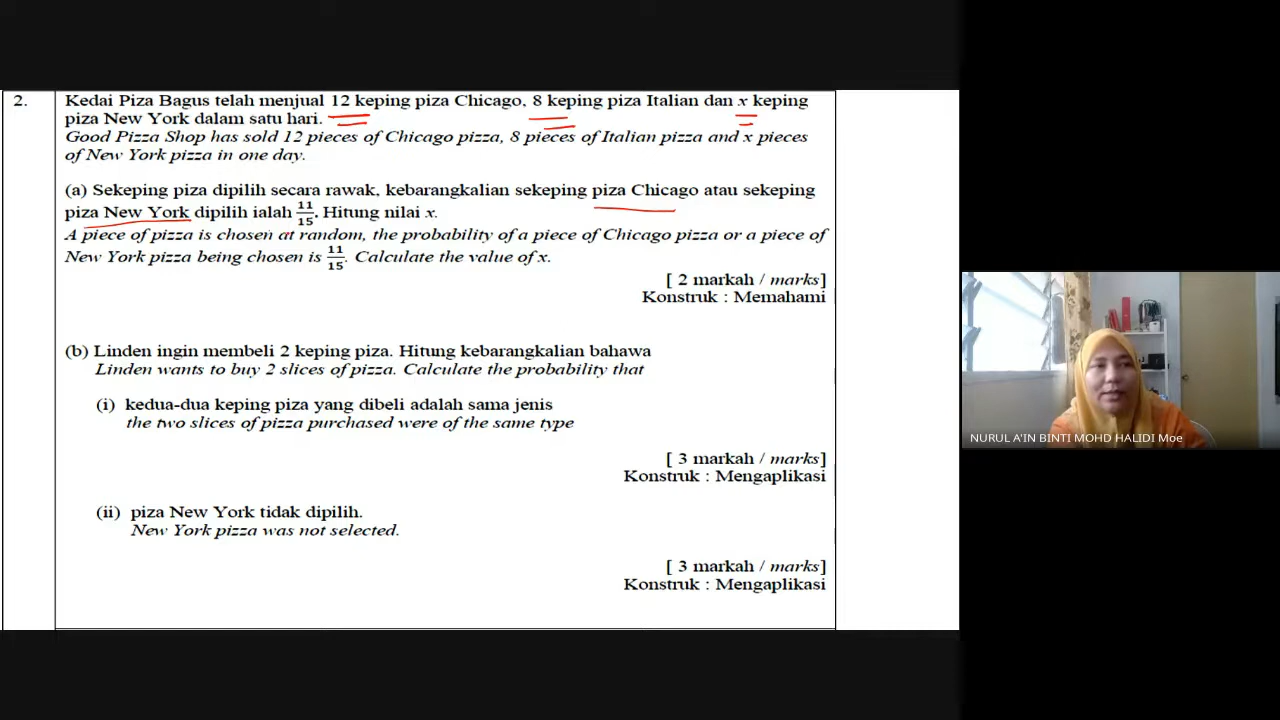 2.
Kedai Piza Bagus telah menjual 12 keping piza Chicago, 8 keping piza Italian dan x keping
piza New York dalam satu hari.
Good Pizza Shop has sold 12 pieces of Chicago pizza, 8 pieces of Italian pizza and x pieces
of New York pizza in one day.
(a) Sekeping piza dipilih secara rawak, kebarangkalian sekeping piza Chicago atau sekeping
piza New York dipilih ialah 11/15. Hitung nilai x.
A piece of pizza is chosen at random, the probability of a piece of Chicago pizza or a piece of
New York pizza being chosen is 11/15. Calculate the value of x.
[ 2 markah / marks]
Konstruk : Memahami
(b) Linden ingin membeli 2 keping piza. Hitung kebarangkalian bahawa
Linden wants to buy 2 slices of pizza. Calculate the probability that
(i) kedua-dua keping piza yang dibeli adalah sama jenis
the two slices of pizza purchased were of the same type
[ 3 markah / marks]
Konstruk : Mengaplikasi
(ii) piza New York tidak dipilih.
New York pizza was not selected.
[ 3 markah / marks]
Konstruk : Mengaplikasi
NURUL A'IN BINTI MOHD HALIDI Moe